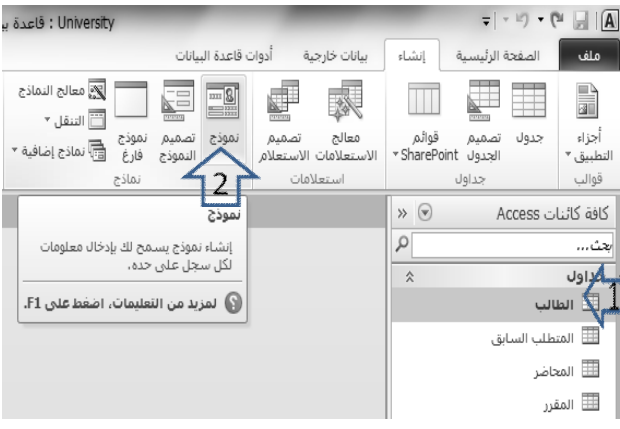 University : قاعدة بي
ملف الصفحة الرئيسية إنشاء بيانات خارجية أدوات قاعدة البيانات
أجزاء التطبيق
جدول
تصميم الجدول
قوائم SharePoint
معالج الاستعلامات
تصميم الاستعلام
نموذج
تصميم النموذج
نموذج فارغ
معالج النماذج
التنقل
نماذج إضافية
قوالب جداول استعلامات نماذج
2
نموذج
إنشاء نموذج يسمح لك بإدخال معلومات
لكل سجل على حده.
لمزيد من التعليمات، اضغط على F1.
كافة كائنات Access
بحث...
جداول
1
الطالب
المتطلب السابق
المحاضر
المقرر